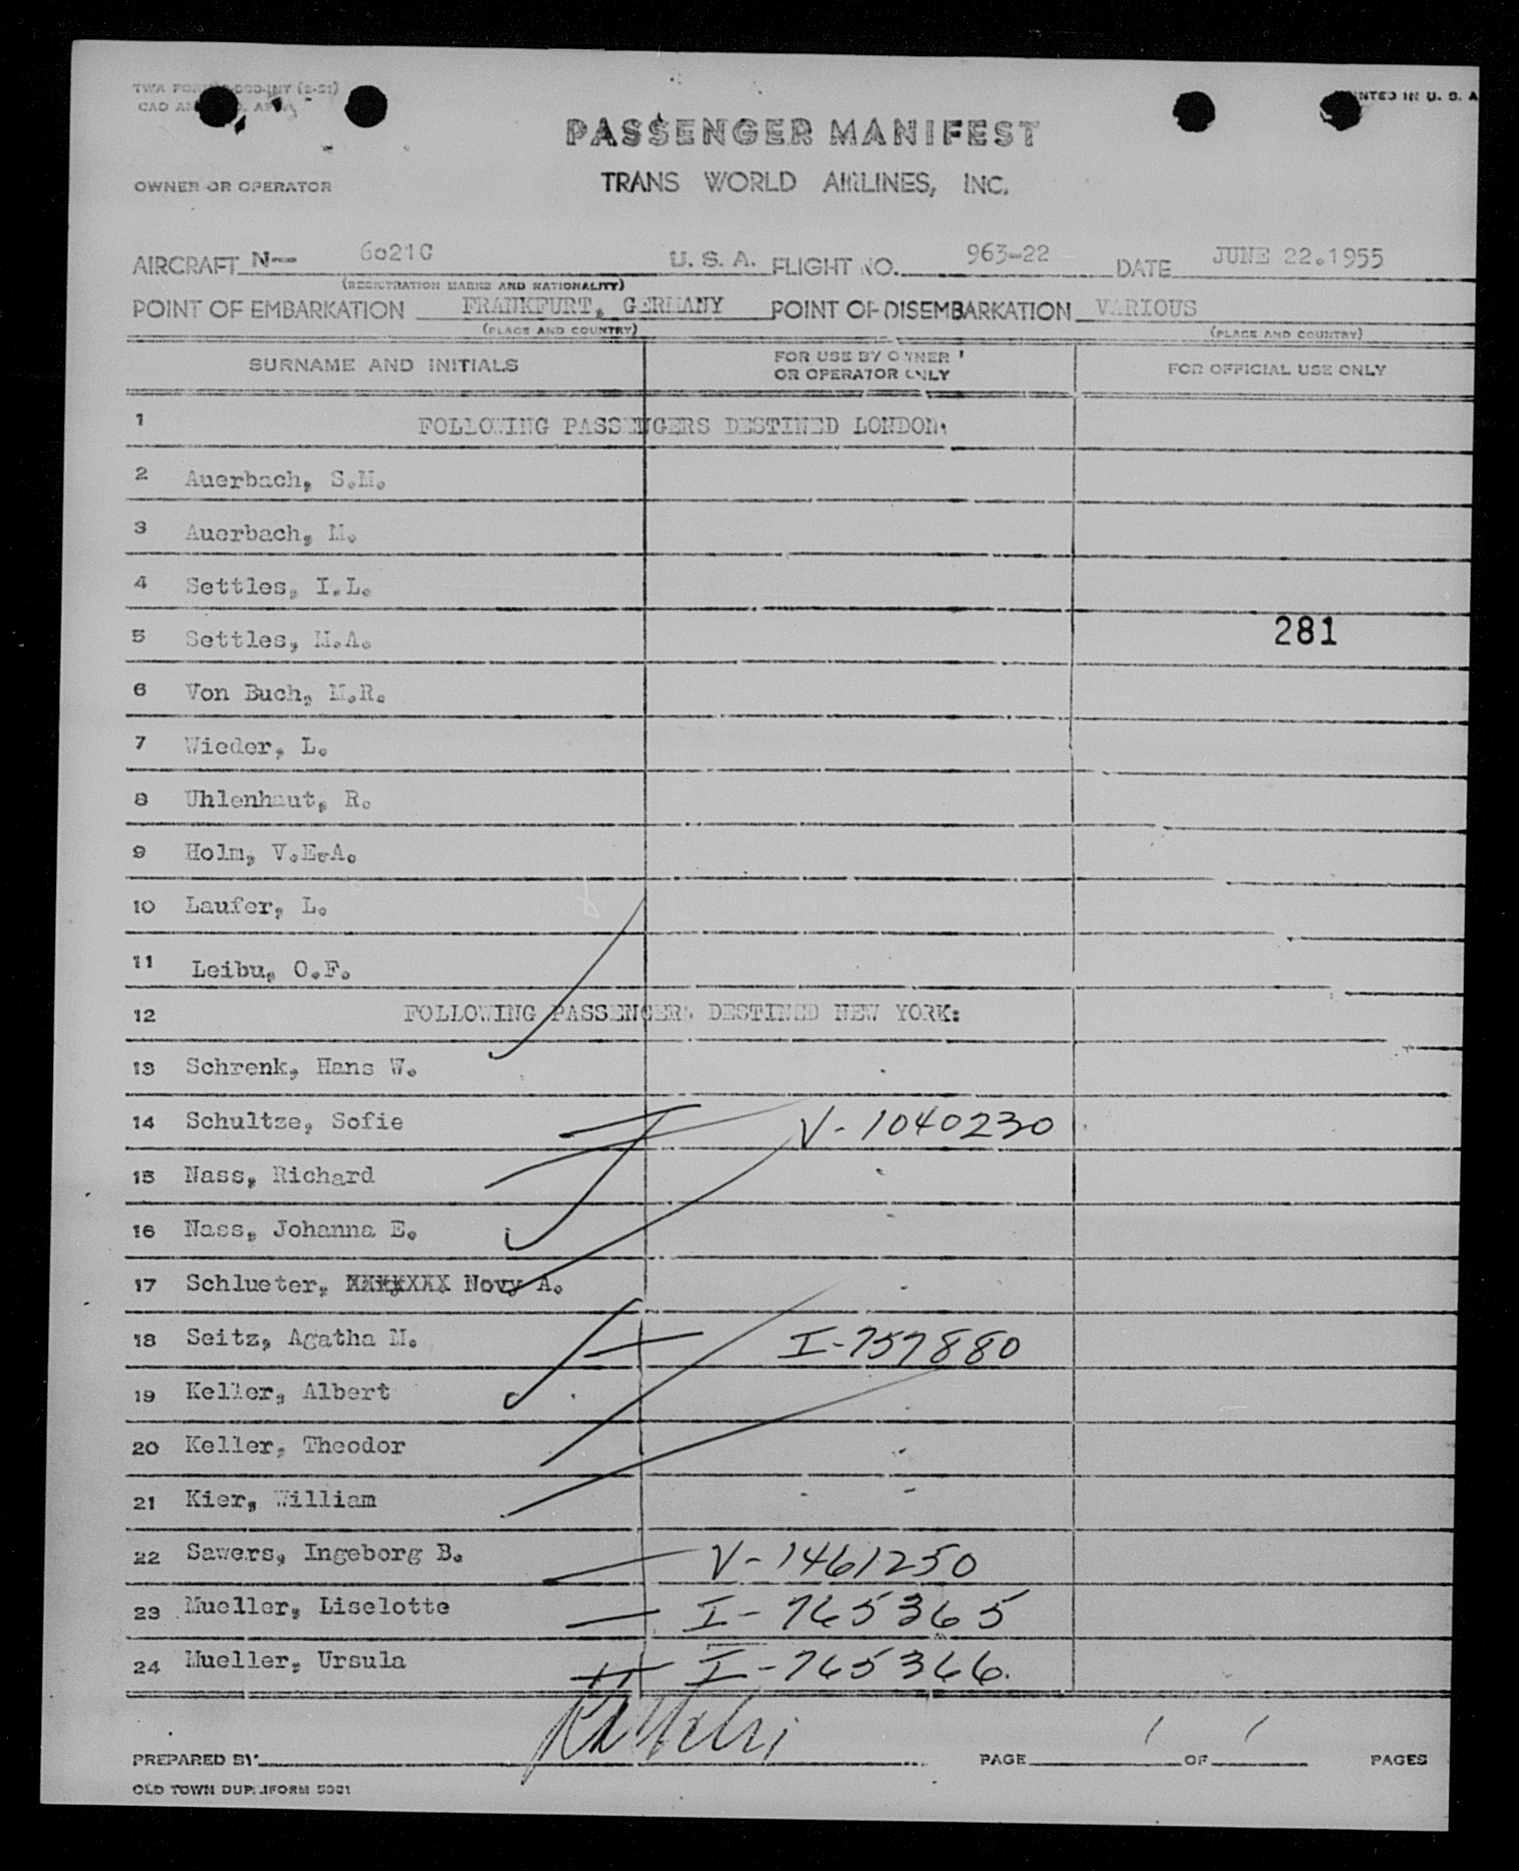 TWA FORM
PRINTED IN U. S. A
CAO
PASSENGER MANIFEST
OWNER OR OPERATOR TRANS WORLD AIRLINES, INC.
AIRCRAFT N-- 6021C U. S. A. FLIGHT NO. 963-22 DATE JUNE 22.1955
(REGISTRATION MARKS AND NATIONALITY)
POINT OF EMBARKATION FRANKFURT, GERMANY POINT OF DISEMBARKATION VARIOUS
(PLACE AND COUNTRY) (PLACE AND COUNTRY)
SURNAME AND INITIALS FOR USE BY OWNER OR OPERATOR ONLY FOR OFFICIAL USE ONLY
1 FOLLOWING PASSENGERS DESTINED LONDON:
2 Auerbach, S.M.
3 Auerbach, M.
4 Settles, I.L.
5 Settles, M.A. 281
6 Von Buch, M.R.
7 Wieder, L.
8 Uhlenhaut, R.
9 Holm, V.E.A.
10 Laufer, L.
11 Leibu, O.F.
12 FOLLOWING PASSENGERS DESTINED NEW YORK:
13 Schrenk, Hans W.
14 Schultze, Sofie V-1040230
15 Nass, Richard
16 Nass, Johanna E.
17 Schlueter, XXXXXXX Novy A.
18 Seitz, Agatha M. I-757880
19 Keller, Albert
20 Keller, Theodor
21 Kier, William
22 Sawers, Ingeborg B. V-1461250
23 Mueller, Liselotte I-765365
24 Mueller, Ursula I-765366.
PREPARED BY PAGE 1 OF 1 PAGES
OLD TOWN DUPLIFORM 5081